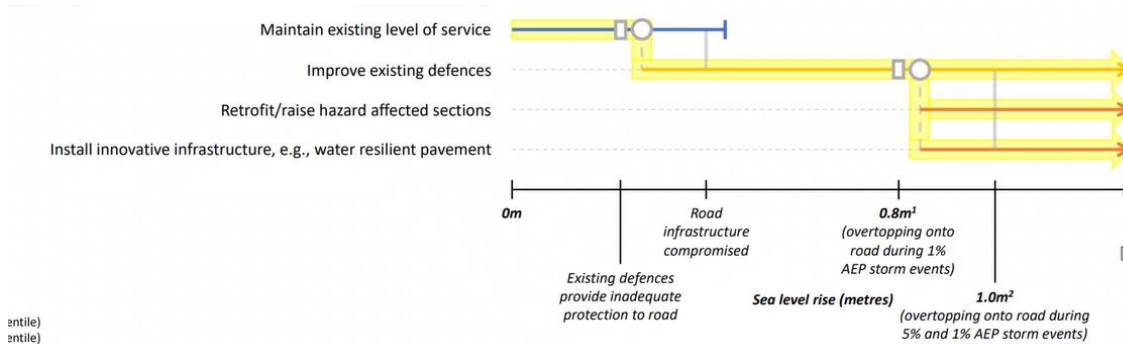 Maintain existing level of service
Improve existing defences
Retrofit/raise hazard affected sections
Install innovative infrastructure, e.g., water resilient pavement
0m
Road
infrastructure
compromised
0.8m¹
(overtopping onto
road during 1%
AEP storm events)
Existing defences
provide inadequate
protection to road
Sea level rise (metres)
1.0m²
(overtopping onto road during
5% and 1% AEP storm events)
entile)
entile)